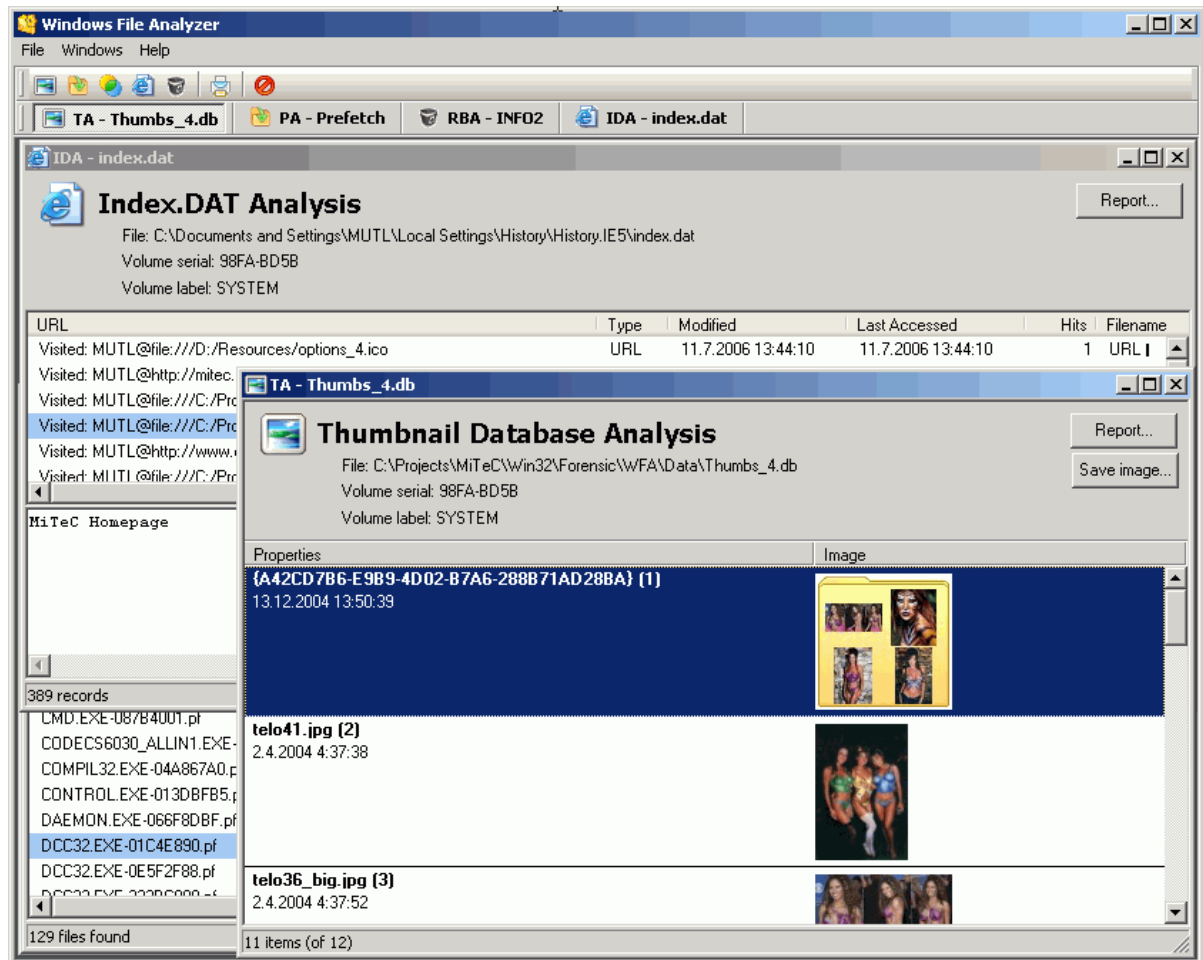 Windows File Analyzer
File Windows Help
TA - Thumbs_4.db PA - Prefetch RBA - INFO2 IDA - index.dat
IDA - index.dat
Index.DAT Analysis
Report...
File: C:\Documents and Settings\MUTL\Local Settings\History\History.IE5\index.dat
Volume serial: 98FA-BD5B
Volume label: SYSTEM
URL Type Modified Last Accessed Hits Filename
Visited: MUTL@file:///D:/Resources/options_4.ico URL 11.7.2006 13:44:10 11.7.2006 13:44:10 1 URL
Visited: MUTL@http://mitec.
Visited: MUTL@file:///C:/Pro
Visited: MUTL@file:///C:/Pro
Visited: MUTL@http://www.
Visited: MUTL@file:///C:/Pro
MiTeC Homepage
389 records
CMD.EXE-087B4001.pf
CODECS6030_ALLIN1.EXE-
COMPIL32.EXE-04A867A0.p
CONTROL.EXE-013DBFB5.p
DAEMON.EXE-066F8DBF.pf
DCC32.EXE-01C4E890.pf
DCC32.EXE-0E5F2F88.pf
129 files found
TA - Thumbs_4.db
Thumbnail Database Analysis
Report...
File: C:\Projects\MiTeC\Win32\Forensic\WFA\Data\Thumbs_4.db
Save image...
Volume serial: 98FA-BD5B
Volume label: SYSTEM
Properties Image
{A42CD7B6-E9B9-4D02-B7A6-288B71AD28BA} (1)
13.12.2004 13:50:39
telo41.jpg (2)
2.4.2004 4:37:38
telo36_big.jpg (3)
2.4.2004 4:37:52
11 items (of 12)